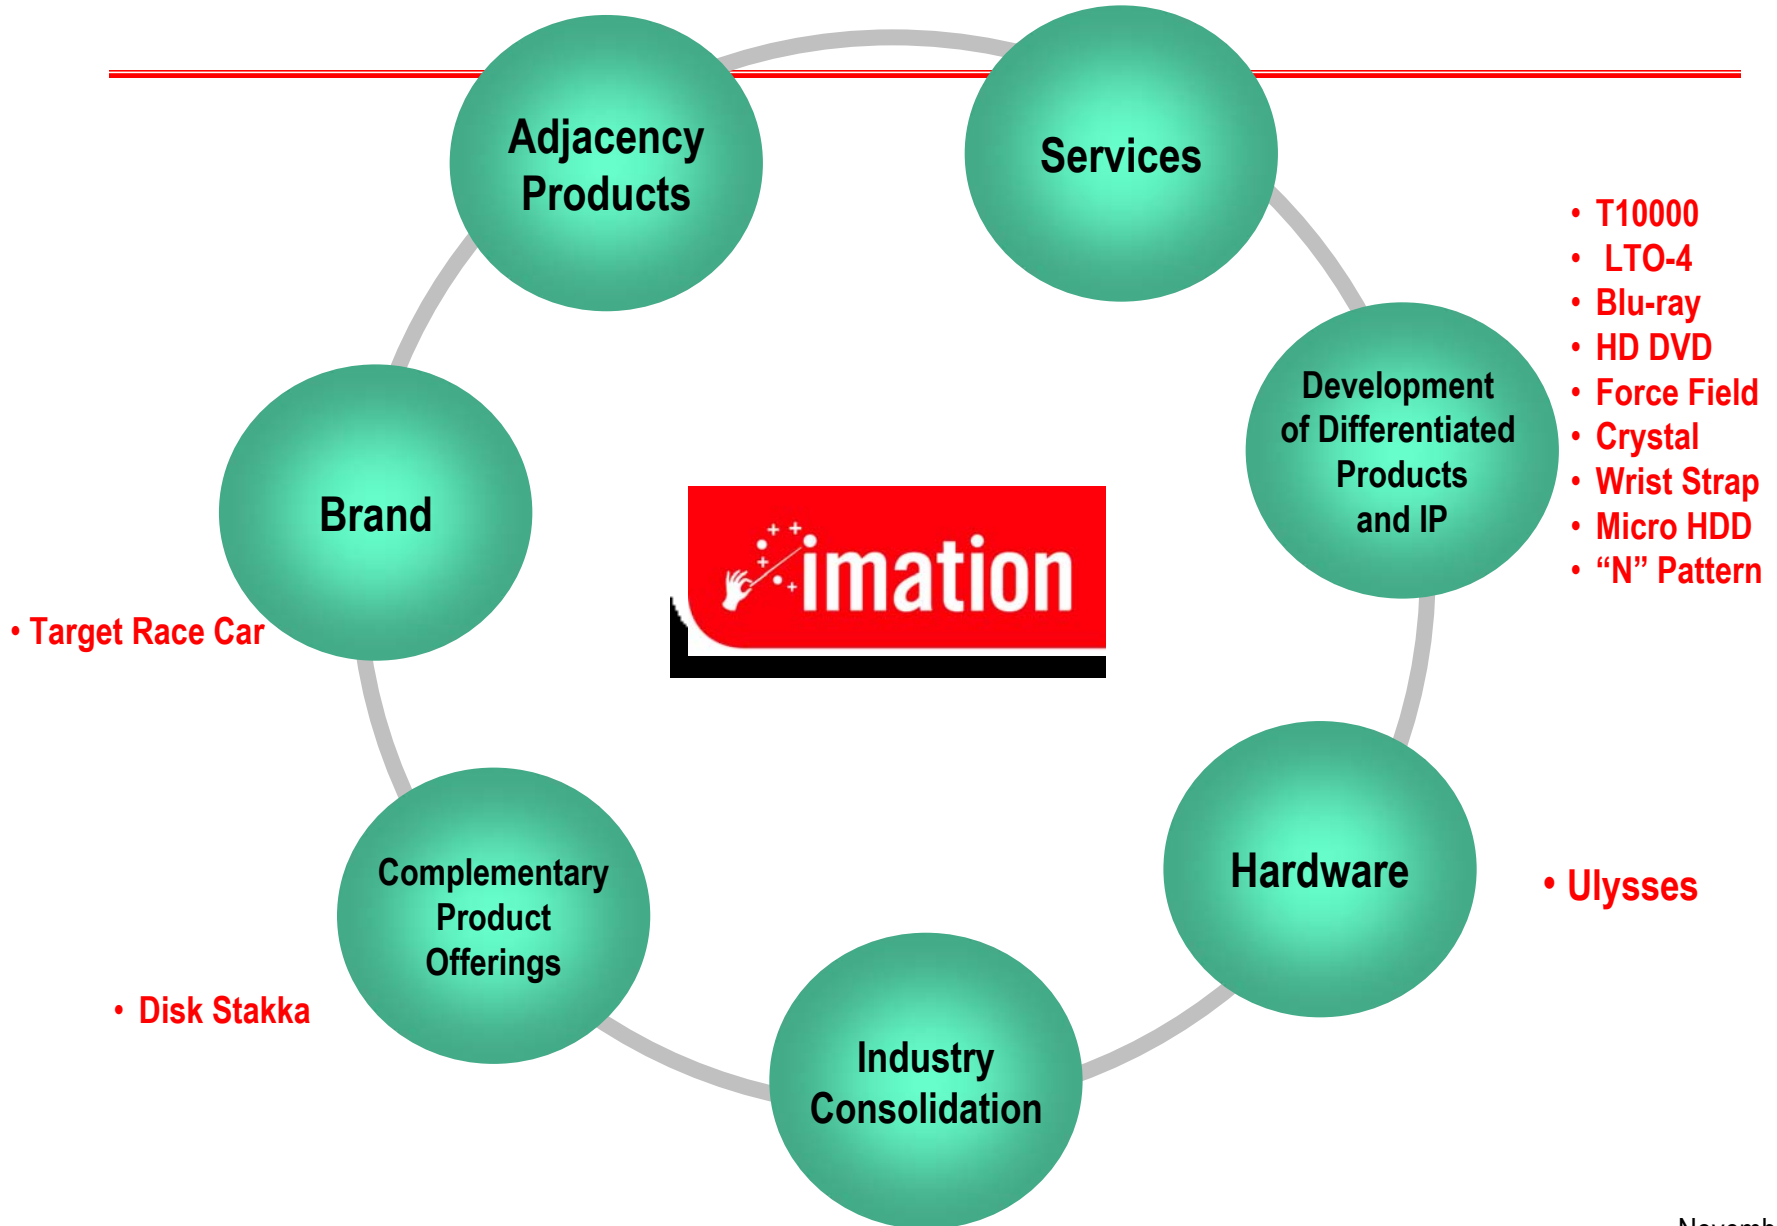 Adjacency
Products
Services
• T10000
• LTO-4
• Blu-ray
• HD DVD
• Force Field
• Crystal
• Wrist Strap
• Micro HDD
• “N” Pattern
Development
of Differentiated
Products
and IP
Brand
imation
• Target Race Car
Complementary
Product
Offerings
Hardware
• Ulysses
• Disk Stakka
Industry
Consolidation